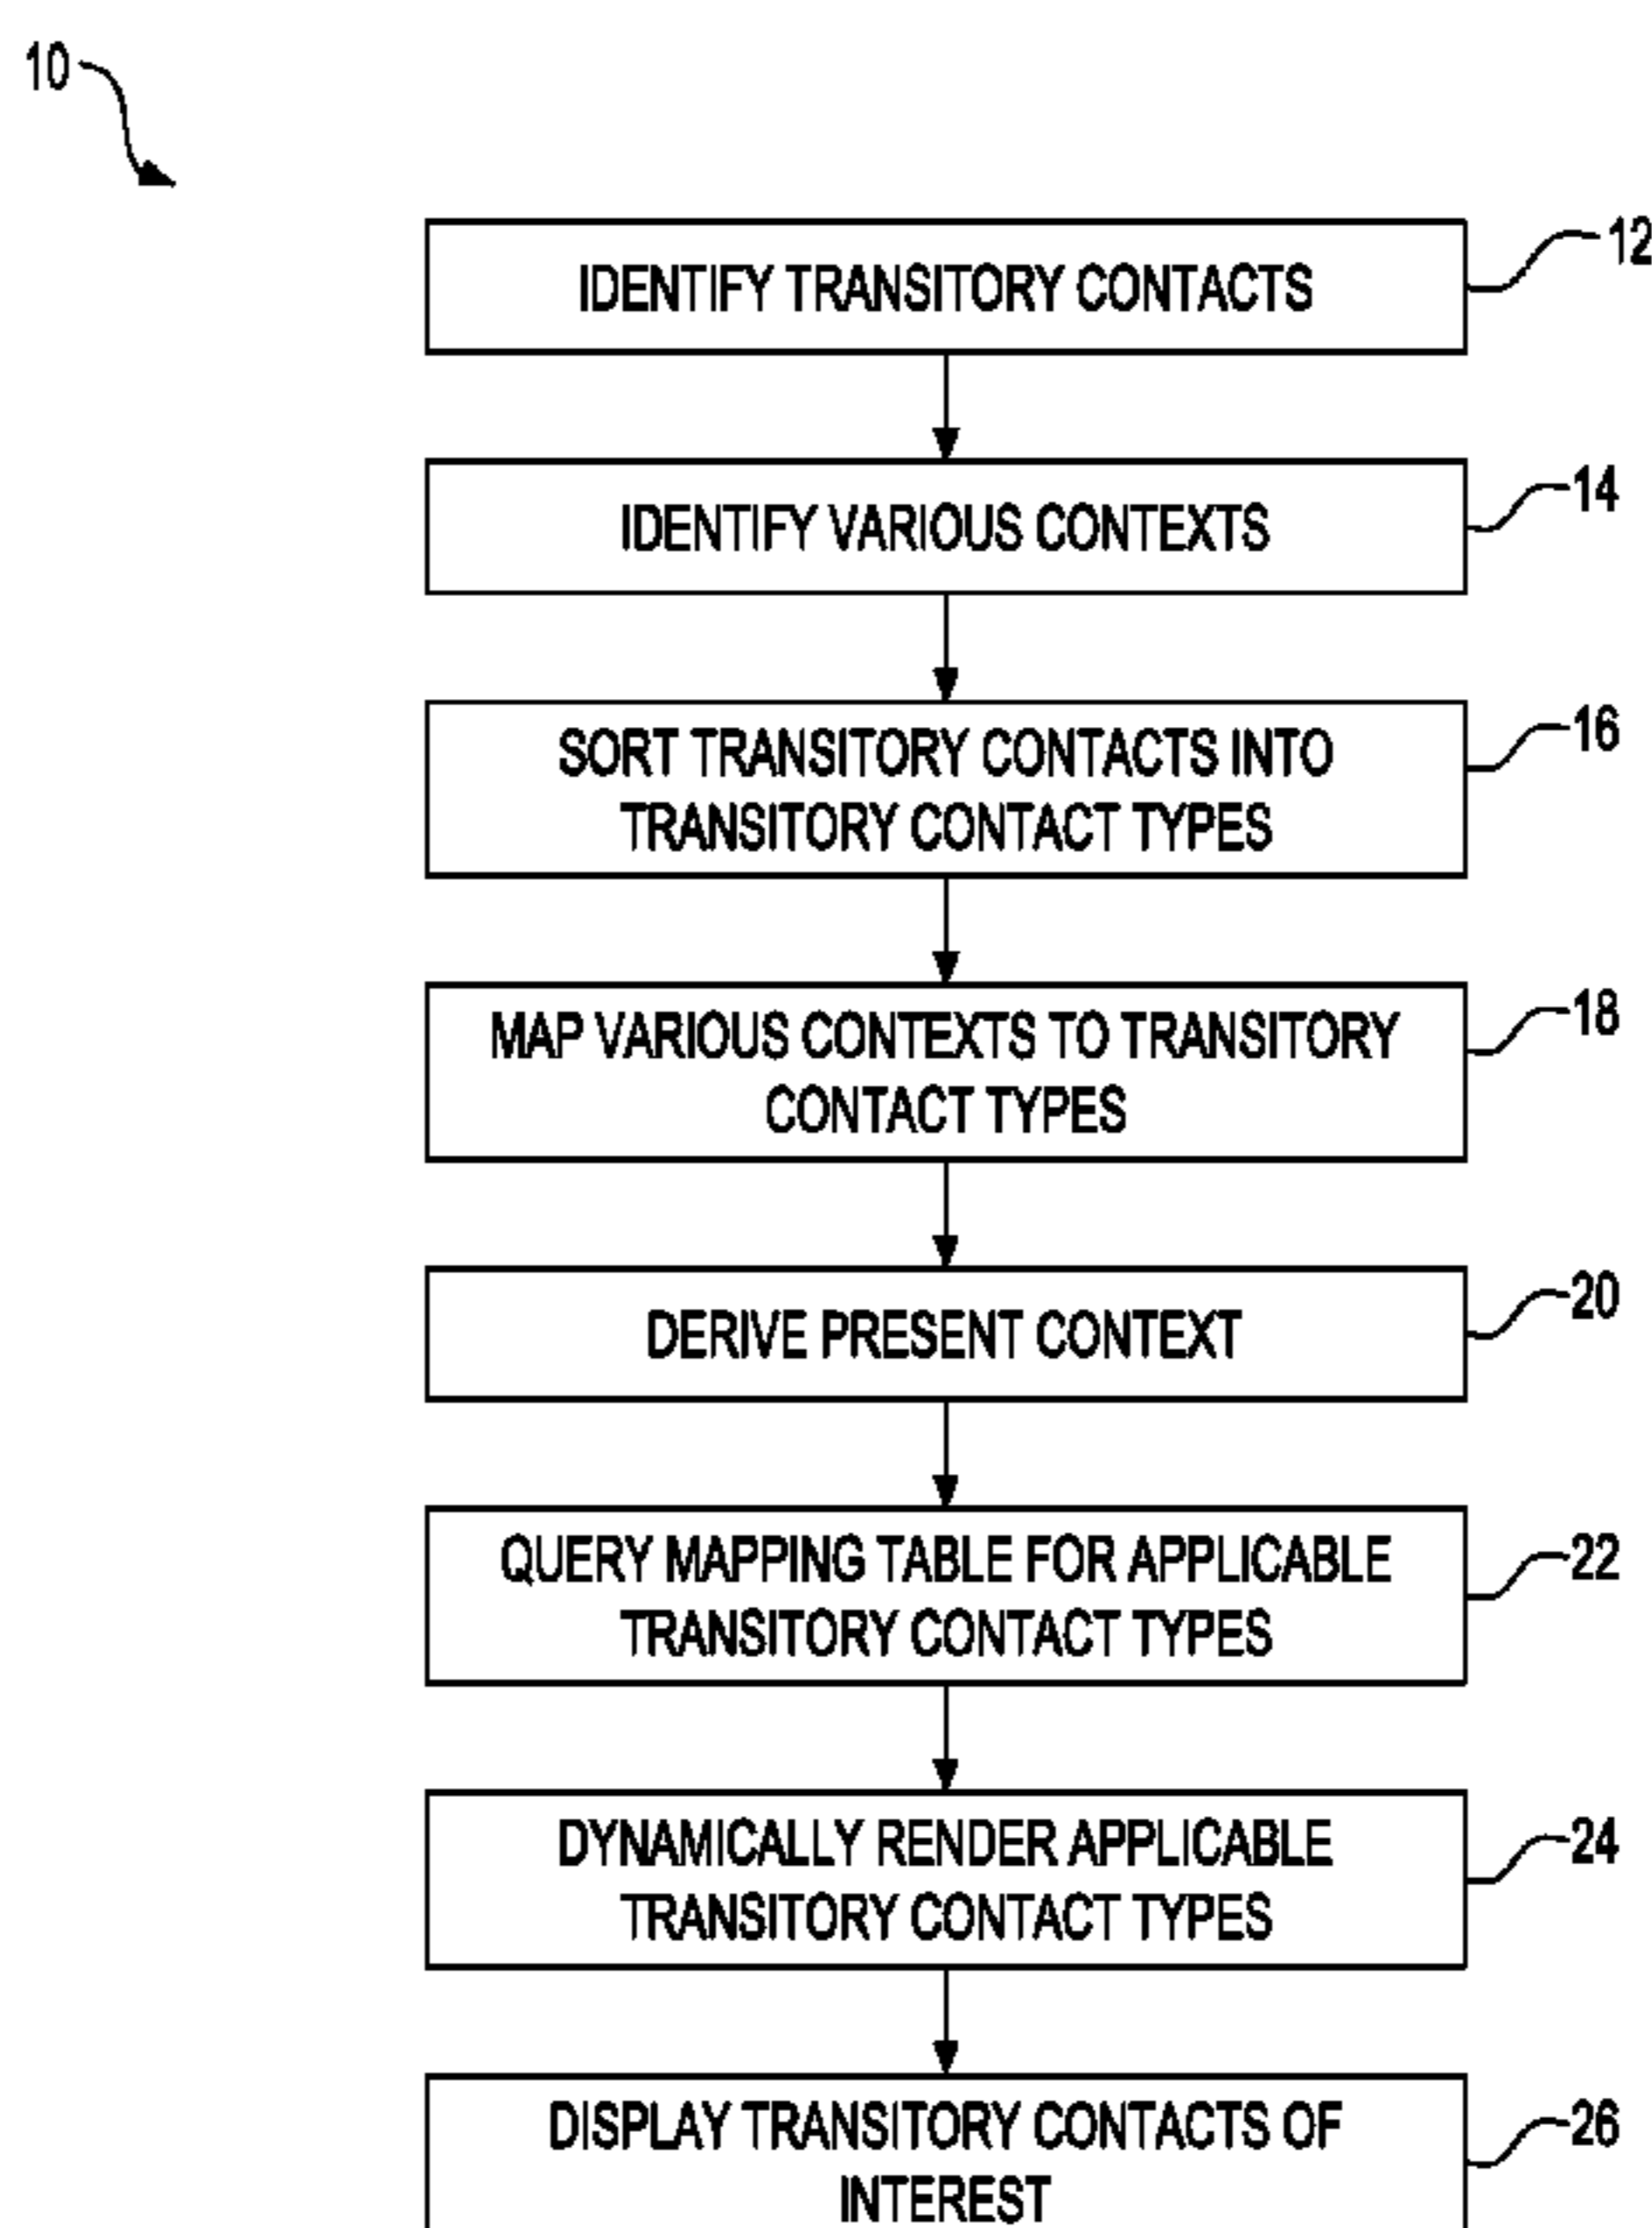 10
IDENTIFY TRANSITORY CONTACTS
12
IDENTIFY VARIOUS CONTEXTS
14
SORT TRANSITORY CONTACTS INTO
TRANSITORY CONTACT TYPES
16
MAP VARIOUS CONTEXTS TO TRANSITORY
CONTACT TYPES
18
DERIVE PRESENT CONTEXT
20
QUERY MAPPING TABLE FOR APPLICABLE
TRANSITORY CONTACT TYPES
22
DYNAMICALLY RENDER APPLICABLE
TRANSITORY CONTACT TYPES
24
DISPLAY TRANSITORY CONTACTS OF
INTEREST
26